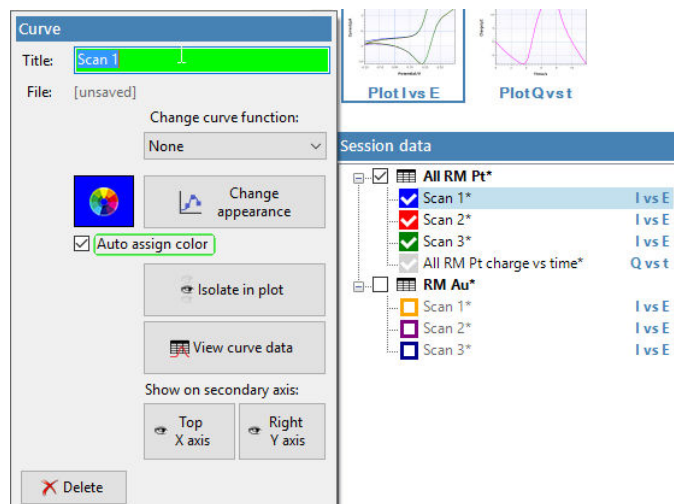 Curve
Title: Scan 1
File: [unsaved]
Change curve function:
None
Change
appearance
Auto assign color
Isolate in plot
View curve data
Show on secondary axis:
Top
X axis
Right
Y axis
Delete
Plot I vs E
Plot Q vs t
Session data
All RM Pt*
Scan 1* I vs E
Scan 2* I vs E
Scan 3* I vs E
All RM Pt charge vs time* Q vs t
RM Au*
Scan 1* I vs E
Scan 2* I vs E
Scan 3* I vs E